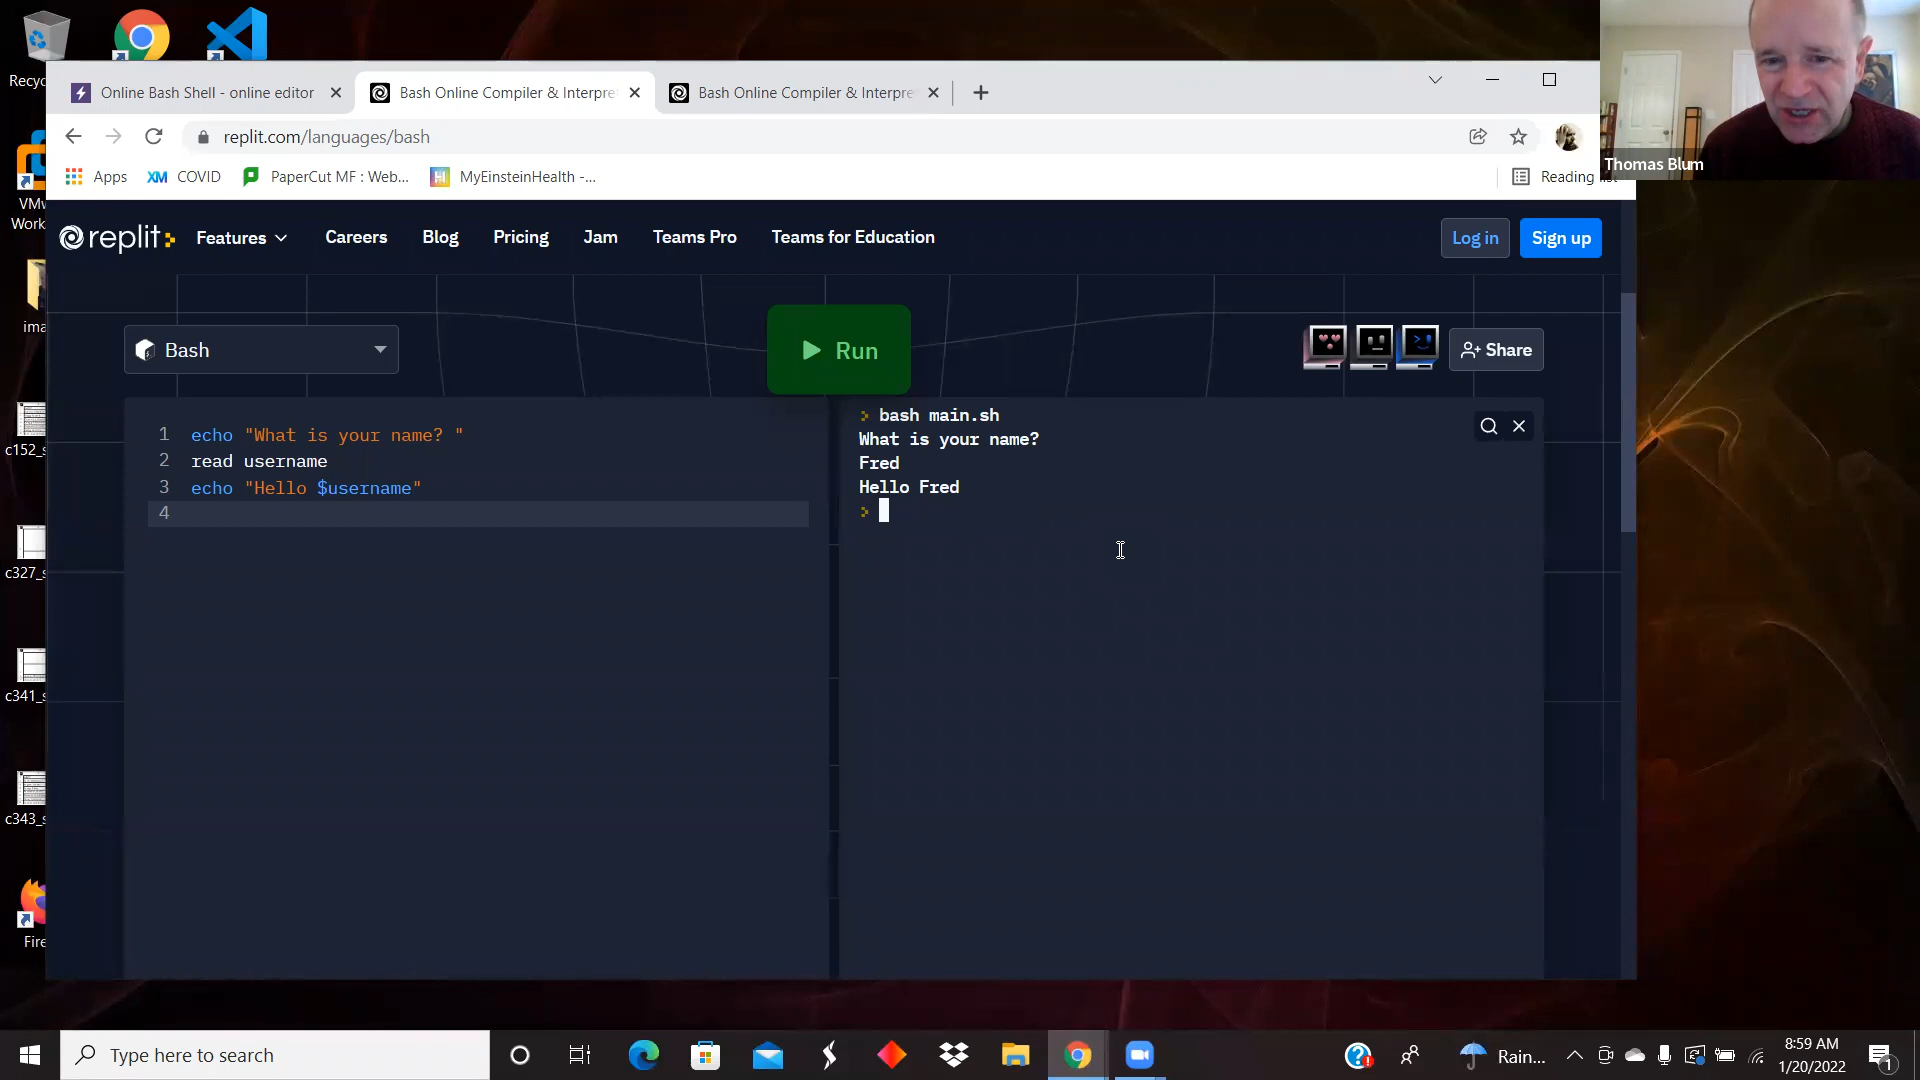 Recyc
Online Bash Shell - online editor
Bash Online Compiler & Interpre
Bash Online Compiler & Interpre
replit.com/languages/bash
Thomas Blum
Apps
XM COVID
PaperCut MF : Web...
MyEinsteinHealth -...
Reading
VMw
Work
replit
Features
Careers
Blog
Pricing
Jam
Teams Pro
Teams for Education
Log in
Sign up
ima
Bash
Run
Share
c152_s
c327_s
c341_s
c343_s
Fire
1 echo "What is your name? "
2 read username
3 echo "Hello $username"
4
> bash main.sh
What is your name?
Fred
Hello Fred
>
Type here to search
Rain...
8:59 AM
1/20/2022
1